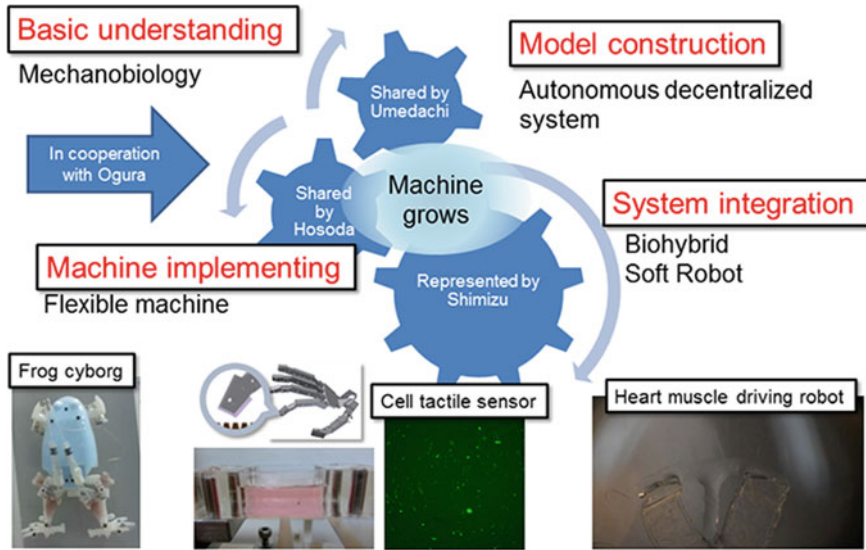 Basic understanding
Mechanobiology
In cooperation
with Ogura
Shared by
Umedachi
Model construction
Autonomous decentralized
system
Shared
by
Hosoda
Machine
grows
System integration
Biohybrid
Soft Robot
Machine implementing
Flexible machine
Represented by
Shimizu
Frog cyborg
Cell tactile sensor
Heart muscle driving robot